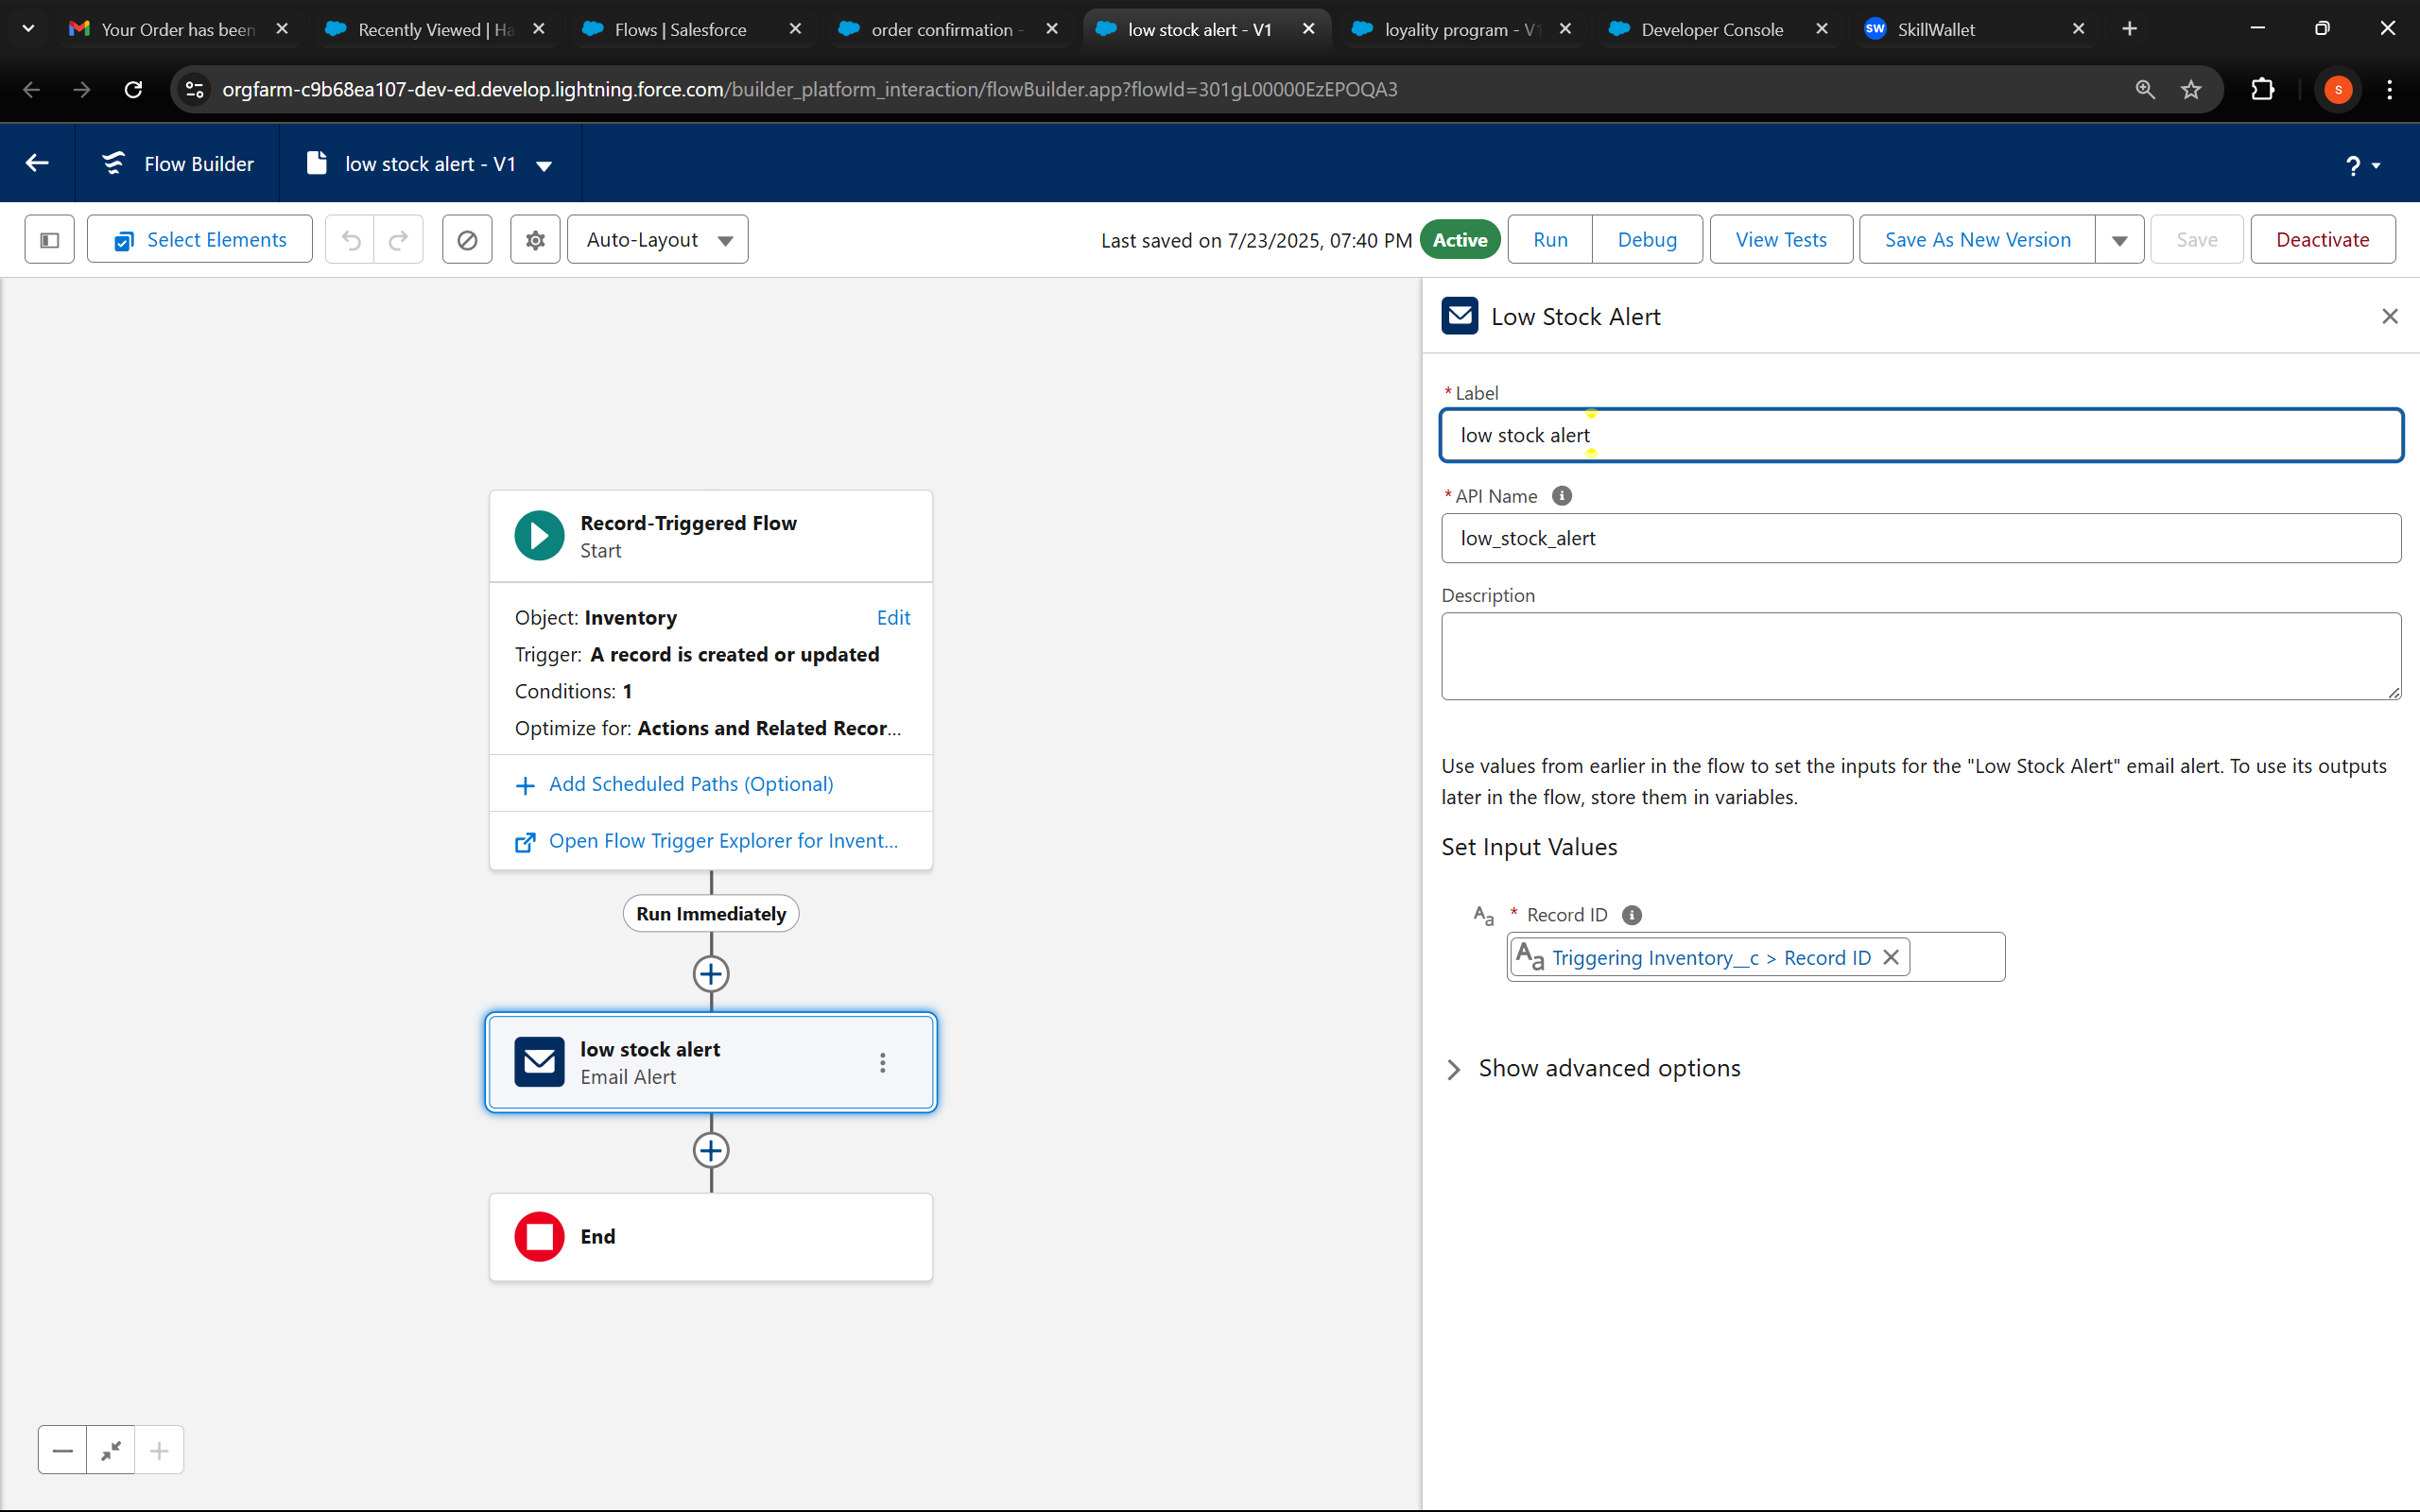 Your Order has been
Recently Viewed | Ha
Flows | Salesforce
order confirmation -
low stock alert - V1
loyality program - V1
Developer Console
SW SkillWallet
orgfarm-c9b68ea107-dev-ed.develop.lightning.force.com/builder_platform_interaction/flowBuilder.app?flowId=301gL00000EzEPOQA3
S
Flow Builder
low stock alert - V1
?
Select Elements
Auto-Layout
Last saved on 7/23/2025, 07:40 PM
Active
Run
Debug
View Tests
Save As New Version
Save
Deactivate
Record-Triggered Flow
Start
Object: Inventory
Edit
Trigger: A record is created or updated
Conditions: 1
Optimize for: Actions and Related Recor...
Add Scheduled Paths (Optional)
Open Flow Trigger Explorer for Invent...
Run Immediately
low stock alert
Email Alert
End
Low Stock Alert
* Label
low stock alert
* API Name
low_stock_alert
Description
Use values from earlier in the flow to set the inputs for the "Low Stock Alert" email alert. To use its outputs
later in the flow, store them in variables.
Set Input Values
Aa * Record ID
Aa Triggering Inventory__c > Record ID
Show advanced options